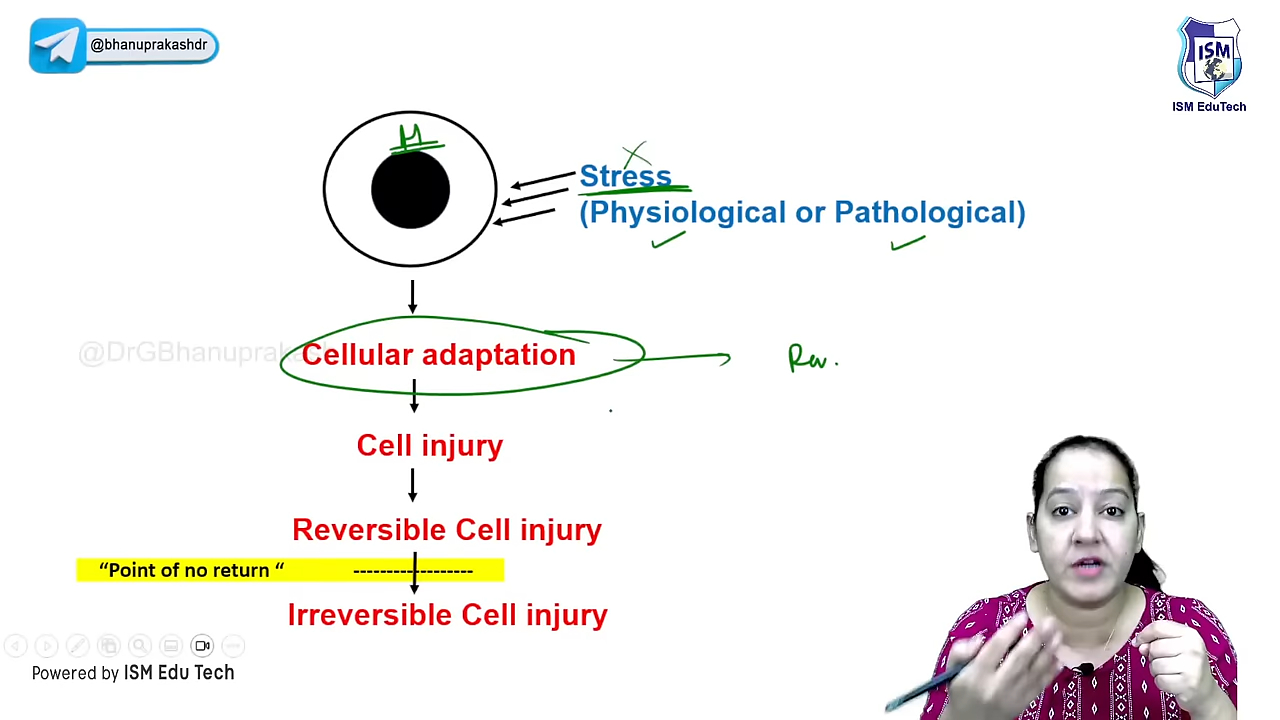 @bhanuprakashdr
ISM
ISM EduTech
H
Stress
(Physiological or Pathological)
@DrGBhanuprakash
Cellular adaptation
Rev.
Cell injury
Reversible Cell injury
“Point of no return “ ------------------
Irreversible Cell injury
Powered by ISM Edu Tech